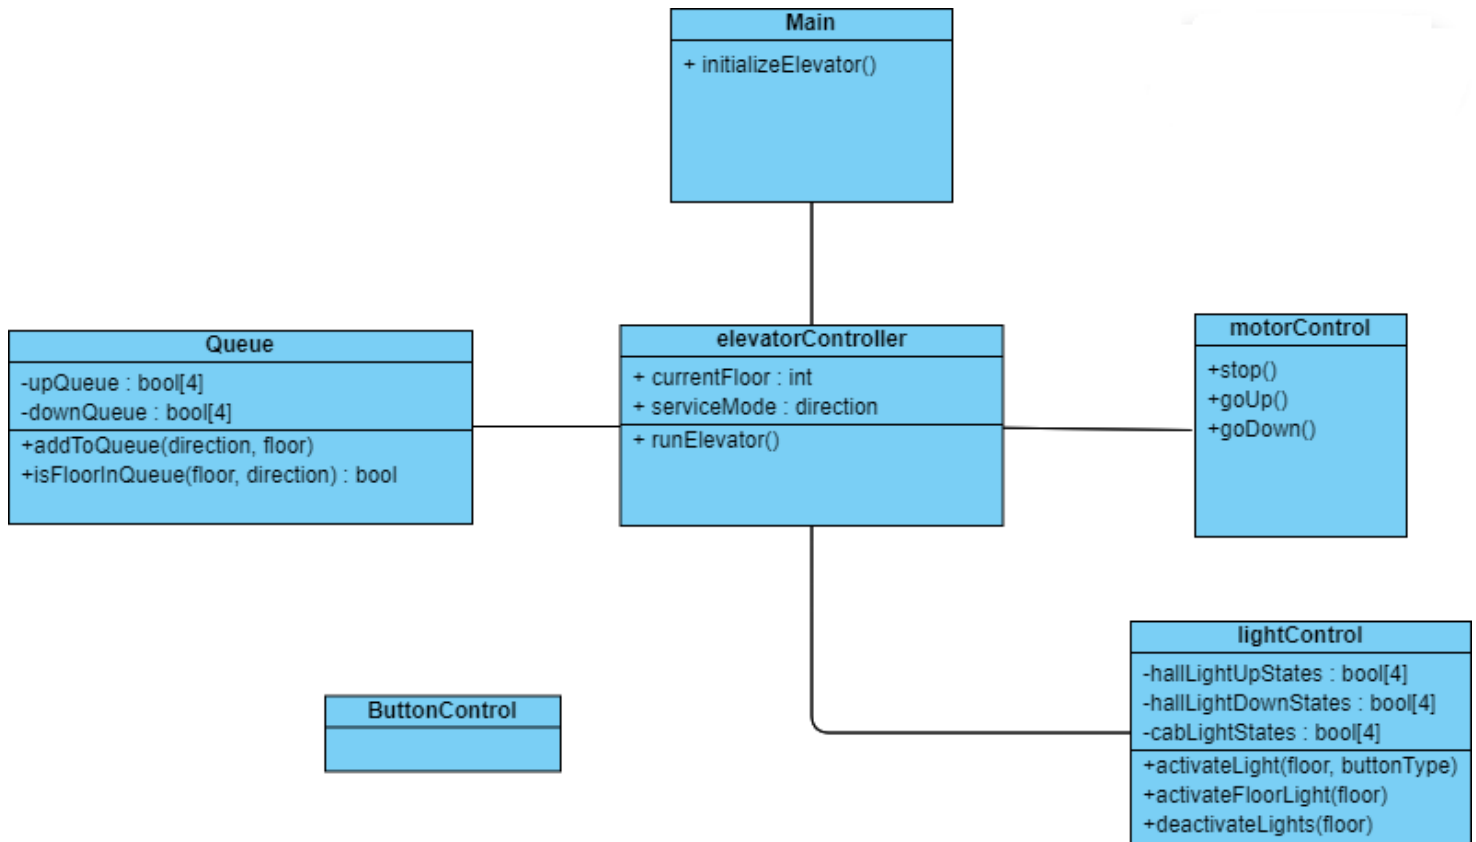 Main
+ initializeElevator()
Queue
-upQueue : bool[4]
-downQueue : bool[4]
+addToQueue(direction, floor)
+isFloorInQueue(floor, direction) : bool
elevatorController
+ currentFloor : int
+ serviceMode : direction
+ runElevator()
motorControl
+stop()
+goUp()
+goDown()
ButtonControl
lightControl
-hallLightUpStates : bool[4]
-hallLightDownStates : bool[4]
-cabLightStates : bool[4]
+activateLight(floor, buttonType)
+activateFloorLight(floor)
+deactivateLights(floor)